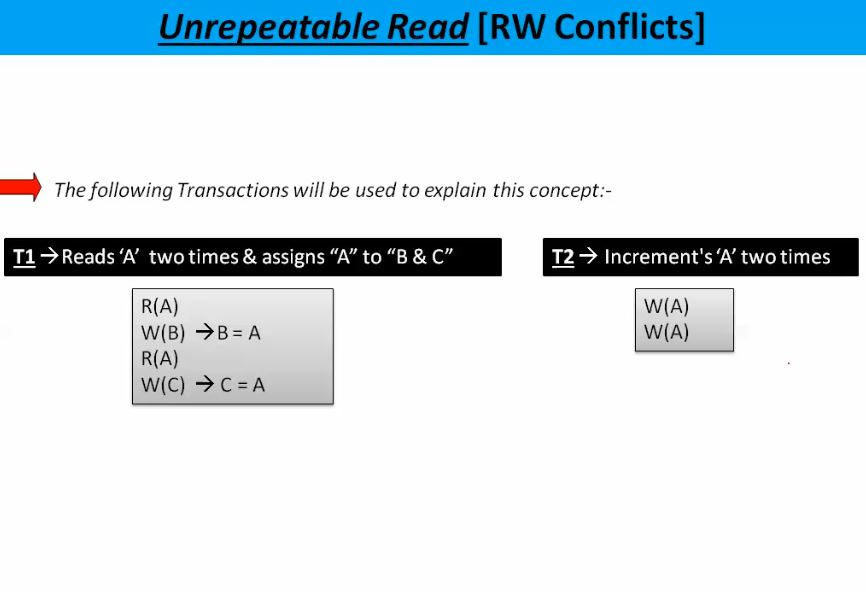 Unrepeatable Read [RW Conflicts]
The following Transactions will be used to explain this concept:-
T1 →Reads ‘A’ two times & assigns “A” to “B & C”
T2 → Increment's ‘A’ two times
R(A)
W(B) →B = A
R(A)
W(C) → C = A
W(A)
W(A)